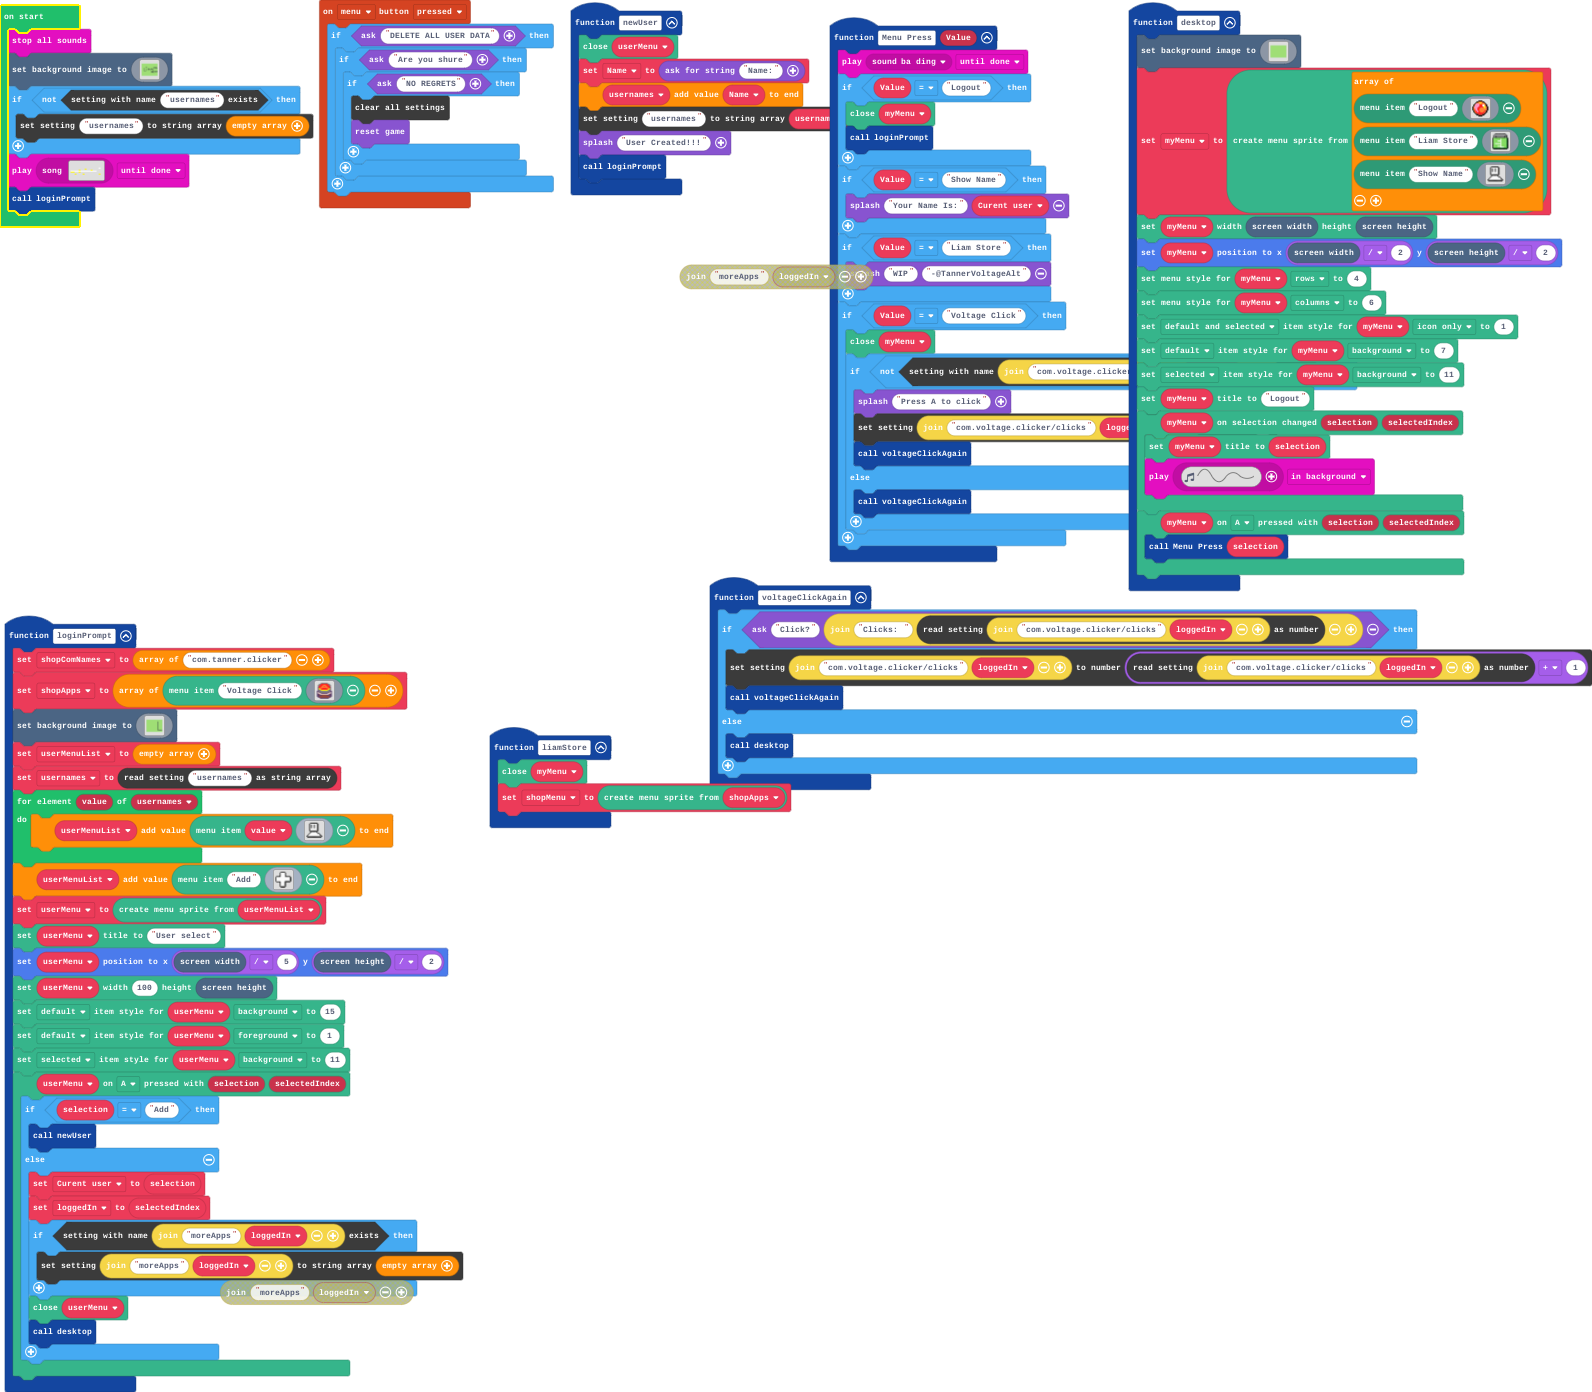 on start
stop all sounds
set background image to
if not setting with name "usernames" exists then
set setting "usernames" to string array empty array
play song until done
call loginPrompt
on menu button pressed
if ask "DELETE ALL USER DATA" then
if ask "Are you shure" then
if ask "NO REGRETS" then
clear all settings
reset game
function newUser
close userMenu
set Name to ask for string "Name:"
usernames add value Name to end
set setting "usernames" to string array
splash "User Created!!!"
call loginPrompt
function Menu Press Value
play sound ba ding until done
if Value = "Logout" then
close myMenu
call loginPrompt
if Value = "Show Name" then
splash "Your Name Is:" Curent user
if Value = "Liam Store" then
"WIP" "-@TannerVoltageAlt"
join "moreApps" loggedIn
if Value = "Voltage Click" then
close myMenu
if not setting with name join "com.voltage.clicker
splash "Press A to click"
set setting join "com.voltage.clicker/clicks"
call voltageClickAgain
else
call voltageClickAgain
function desktop
set background image to
set myMenu to create menu sprite from array of
menu item "Logout"
menu item "Liam Store"
menu item "Show Name"
set myMenu width screen width height screen height
set myMenu position to x screen width / 2 y screen height / 2
set menu style for myMenu rows to 4
set menu style for myMenu columns to 6
set default and selected item style for myMenu icon only to 1
set default item style for myMenu background to 7
set selected item style for myMenu background to 11
set myMenu title to "Logout"
myMenu on selection changed selection selectedIndex
set myMenu title to selection
play in background
myMenu on A pressed with selection selectedIndex
call Menu Press selection
function voltageClickAgain
if ask "Click?" join "Clicks: " read setting join "com.voltage.clicker/clicks" loggedIn as number then
set setting join "com.voltage.clicker/clicks" loggedIn to number read setting join "com.voltage.clicker/clicks" loggedIn as number + 1
call voltageClickAgain
else
call desktop
function liamStore
close myMenu
set shopMenu to create menu sprite from shopApps
function loginPrompt
set shopComNames to array of "com.tanner.clicker"
set shopApps to array of menu item "Voltage Click"
set background image to
set userMenuList to empty array
set usernames to read setting "usernames" as string array
for element value of usernames
do userMenuList add value menu item value to end
userMenuList add value menu item "Add" to end
set userMenu to create menu sprite from userMenuList
set userMenu title to "User select"
set userMenu position to x screen width / 5 y screen height / 2
set userMenu width 100 height screen height
set default item style for userMenu background to 15
set default item style for userMenu foreground to 1
set selected item style for userMenu background to 11
userMenu on A pressed with selection selectedIndex
if selection = "Add" then
call newUser
else
set Curent user to selection
set loggedIn to selectedIndex
if setting with name join "moreApps" loggedIn exists then
set setting join "moreApps" loggedIn to string array empty array
join "moreApps" loggedIn
close userMenu
call desktop